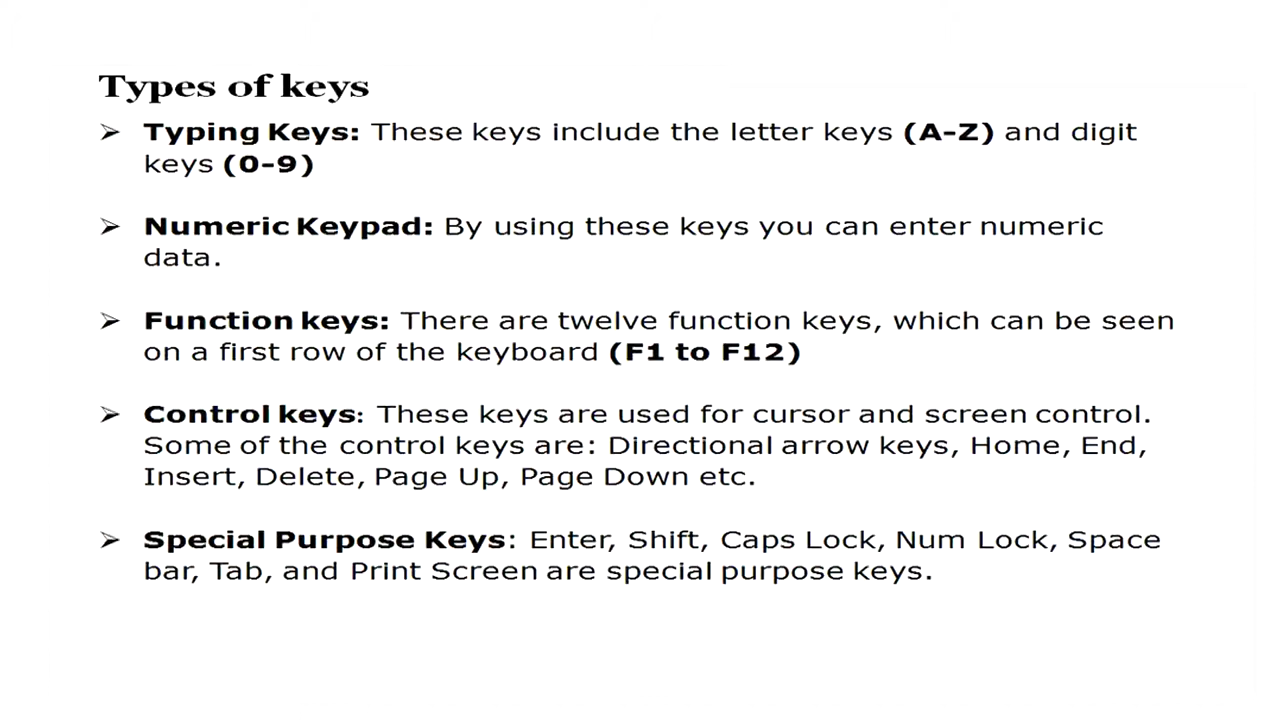 Types of keys
➢ Typing Keys: These keys include the letter keys (A-Z) and digit
keys (0-9)
➢ Numeric Keypad: By using these keys you can enter numeric
data.
➢ Function keys: There are twelve function keys, which can be seen
on a first row of the keyboard (F1 to F12)
➢ Control keys: These keys are used for cursor and screen control.
Some of the control keys are: Directional arrow keys, Home, End,
Insert, Delete, Page Up, Page Down etc.
➢ Special Purpose Keys: Enter, Shift, Caps Lock, Num Lock, Space
bar, Tab, and Print Screen are special purpose keys.